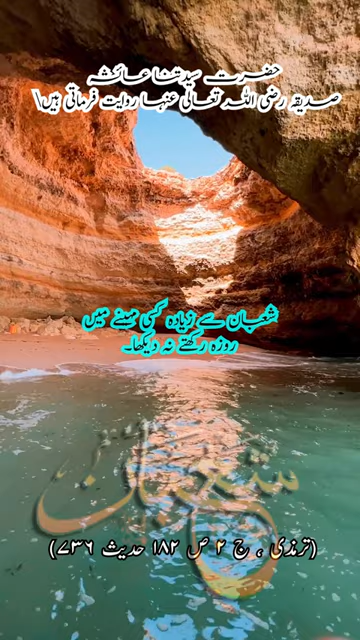 حضرت سیدتنا عائشہ
صدیقہ رضی اللہ تعالیٰ عنہا روایت فرماتی ہیں\
شعبان سے زیادہ کسی مہینے میں
روزہ رکھتے نہ دیکھا۔
شعبان
(ترمذی ، ج ۲ ص ۱۸۲ حدیث ۷۳۶)